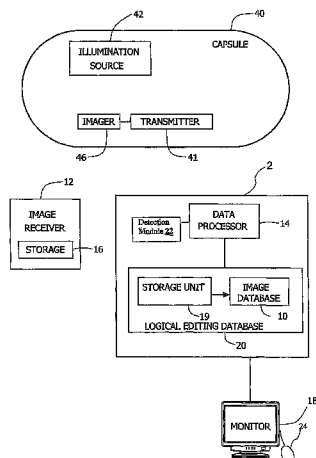 42
40
ILLUMINATION
SOURCE
CAPSULE
IMAGER
TRANSMITTER
46
41
12
2
IMAGE
RECEIVER
STORAGE
16
Detection
Module 22
DATA
PROCESSOR
14
STORAGE UNIT
IMAGE
DATABASE
19
10
LOGICAL EDITING DATABASE
20
MONITOR
18
24